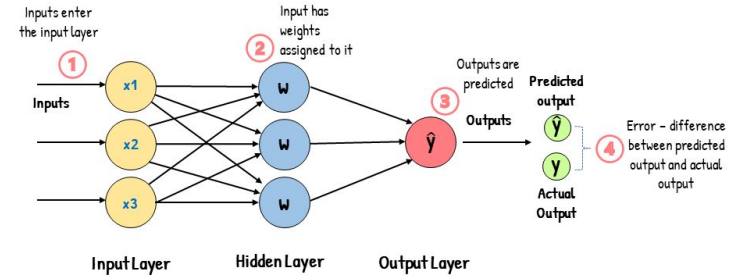 Inputs enter
the input layer
1
Inputs
x1
x2
x3
Input Layer
2
Input has
weights
assigned to it
w
w
w
Hidden Layer
3
Outputs are
predicted
ŷ
Outputs
Output Layer
Predicted
output
ŷ
y
Actual
Output
4
Error – difference
between predicted
output and actual
output